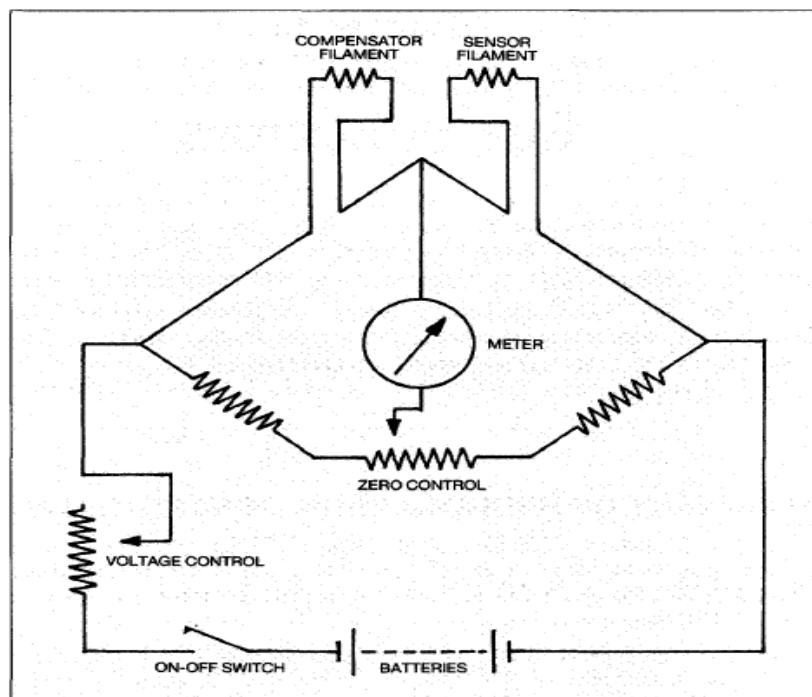 COMPENSATOR
FILAMENT
SENSOR
FILAMENT
METER
ZERO CONTROL
VOLTAGE CONTROL
ON-OFF SWITCH
BATTERIES